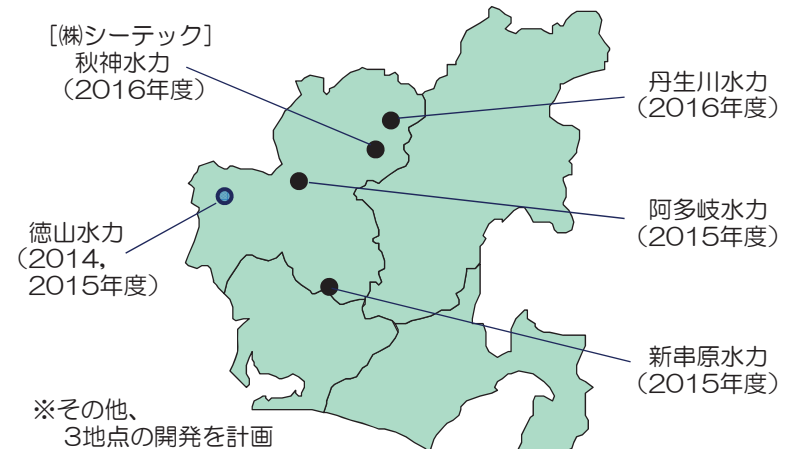 [㈱シーテック]
秋神水力
（2016年度）
丹生川水力
（2016年度）
阿多岐水力
（2015年度）
徳山水力
（2014,
2015年度）
新串原水力
（2015年度）
※その他、
3地点の開発を計画